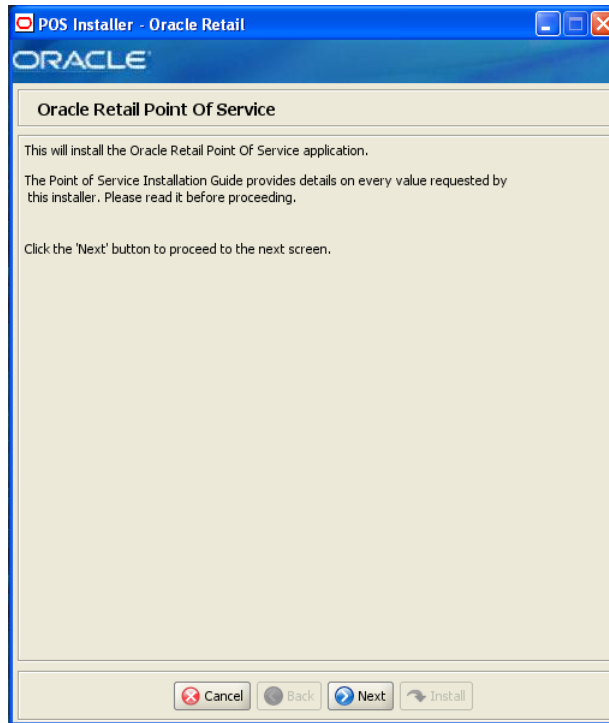 POS Installer - Oracle Retail
ORACLE
Oracle Retail Point Of Service
This will install the Oracle Retail Point Of Service application.
The Point of Service Installation Guide provides details on every value requested by
this installer. Please read it before proceeding.
Click the 'Next' button to proceed to the next screen.
Cancel Back Next Install